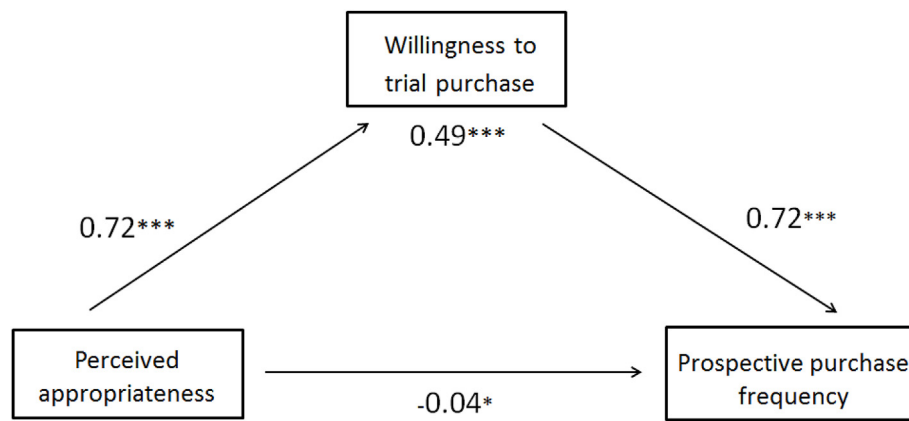 Willingness to
trial purchase
0.49***
0.72***
0.72***
Perceived
appropriateness
-0.04*
Prospective purchase
frequency